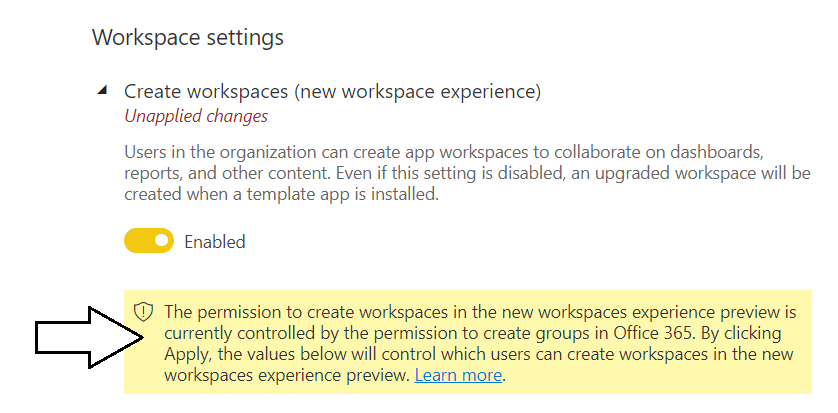 Workspace settings
Create workspaces (new workspace experience)
Unapplied changes
Users in the organization can create app workspaces to collaborate on dashboards,
reports, and other content. Even if this setting is disabled, an upgraded workspace will be
created when a template app is installed.
Enabled
The permission to create workspaces in the new workspaces experience preview is
currently controlled by the permission to create groups in Office 365. By clicking
Apply, the values below will control which users can create workspaces in the new
workspaces experience preview. Learn more.